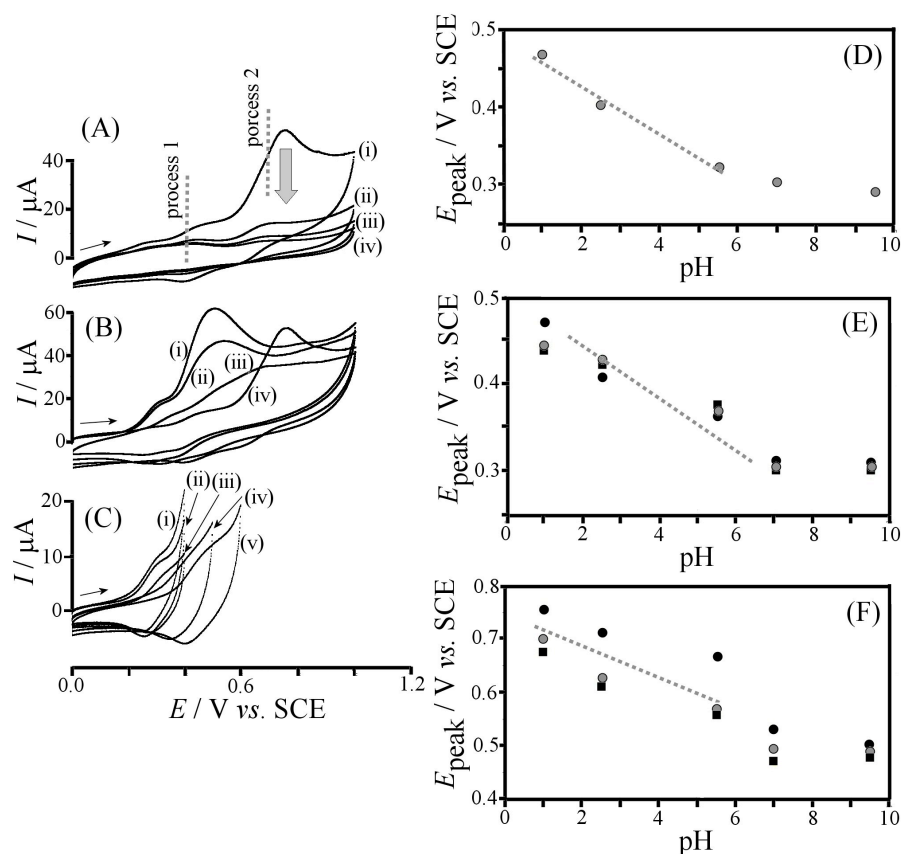 (A)
process 1
porcess 2
(i)
(ii)
(iii)
(iv)
40
20
0
I / μA
(B)
(i)
(ii)
(iii)
(iv)
60
40
20
0
I / μA
(C)
(i)
(ii)
(iii)
(iv)
(v)
20
10
0
I / μA
0.0
0.6
1.2
E / V vs. SCE
(D)
0.5
0.4
0.3
Epeak / V vs. SCE
0 2 4 6 8 10
pH
(E)
0.5
0.4
0.3
Epeak / V vs. SCE
0 2 4 6 8 10
pH
(F)
0.8
0.7
0.6
0.5
0.4
Epeak / V vs. SCE
0 2 4 6 8 10
pH